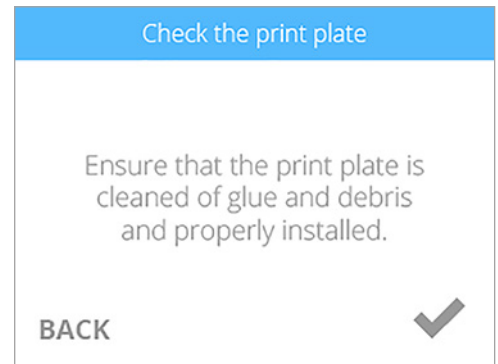 Check the print plate
Ensure that the print plate is
cleaned of glue and debris
and properly installed.
BACK